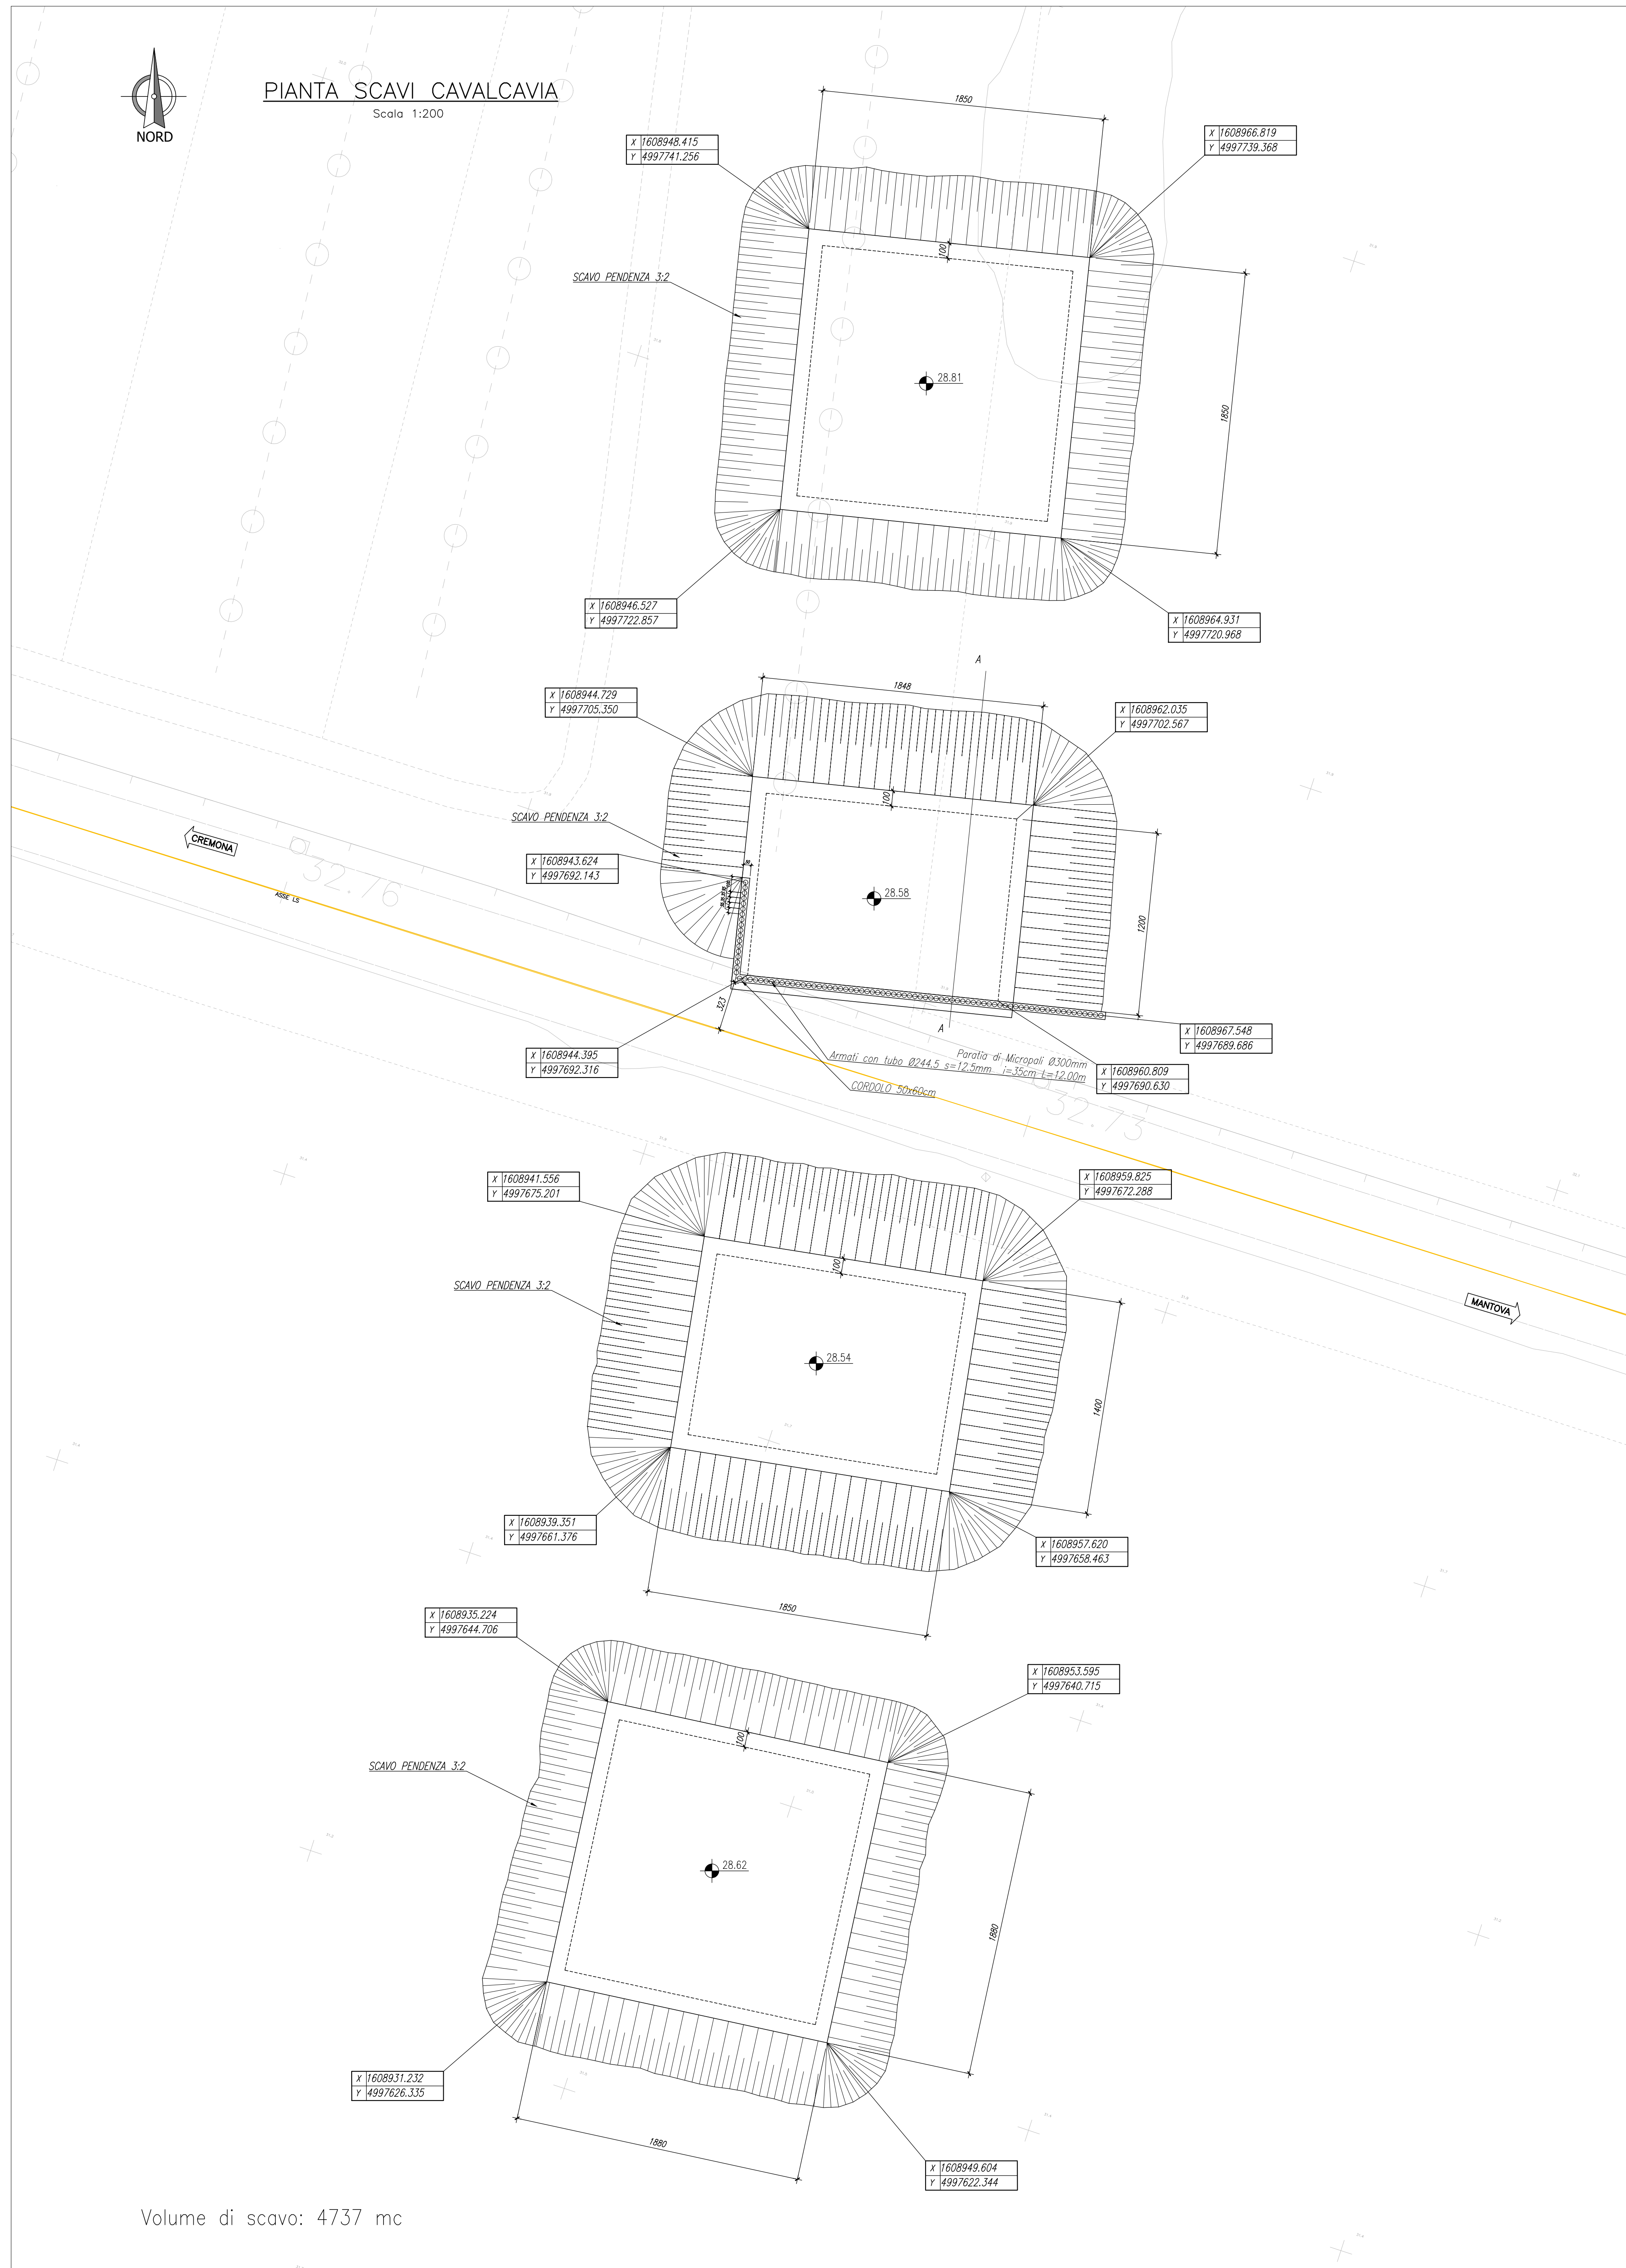 NORD
PIANTA SCAVI CAVALCAVIA
Scala 1:200
1850
X 1608948.415
Y 4997741.256
X 1608966.819
Y 4997739.368
100
SCAVO PENDENZA 3:2
28.81
1850
X 1608946.527
Y 4997722.857
X 1608964.931
Y 4997720.968
A
1848
X 1608944.729
Y 4997705.350
X 1608962.035
Y 4997702.567
100
SCAVO PENDENZA 3:2
CREMONA
32.76
ASSE LS
X 1608943.624
Y 4997692.143
28.58
1200
323
A
X 1608967.548
Y 4997689.686
X 1608944.395
Y 4997692.316
Paratia di Micropali Ø300mm
Armati con tubo Ø244,5 s=12.5mm i=35cm L=12.00m
X 1608960.809
Y 4997690.630
CORDOLO 50x60cm
32.73
X 1608941.556
Y 4997675.201
X 1608959.825
Y 4997672.288
100
SCAVO PENDENZA 3:2
MANTOVA
28.54
1400
X 1608939.351
Y 4997661.376
X 1608957.620
Y 4997658.463
1850
X 1608935.224
Y 4997644.706
X 1608953.595
Y 4997640.715
100
SCAVO PENDENZA 3:2
28.62
1880
X 1608931.232
Y 4997626.335
1880
X 1608949.604
Y 4997622.344
Volume di scavo: 4737 mc